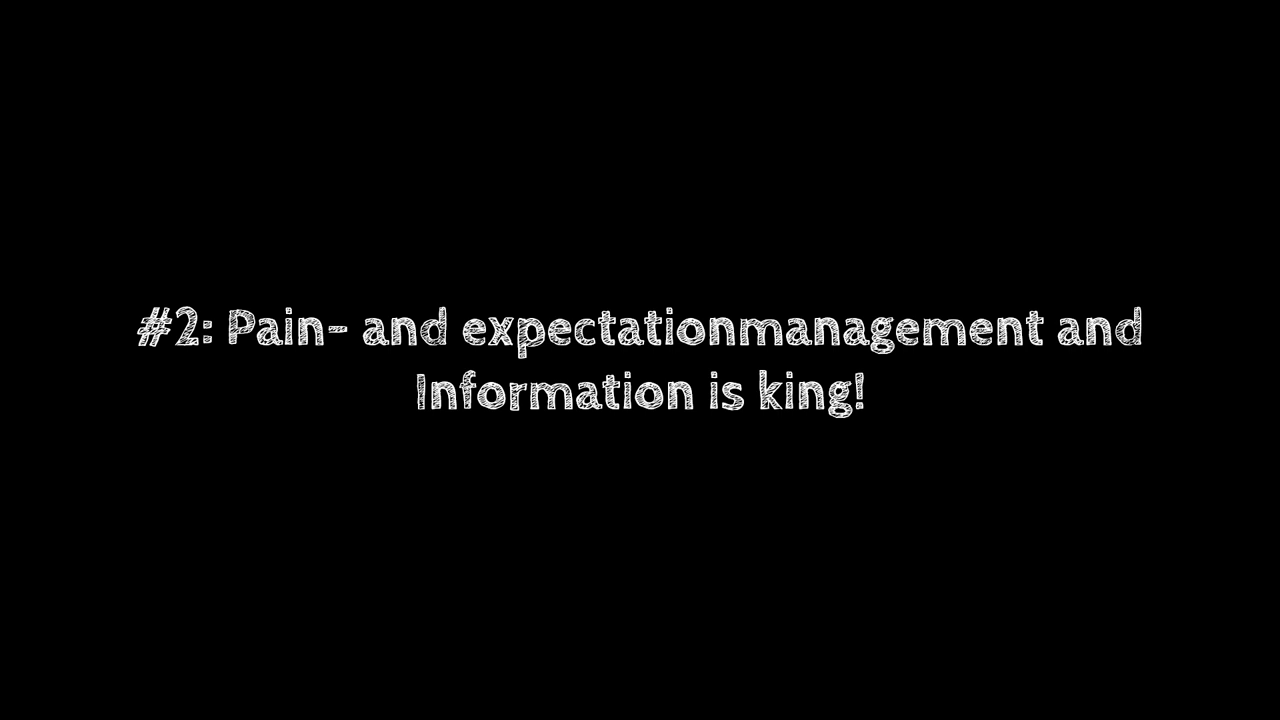 #2: Pain- and expectationmanagement and
Information is king!